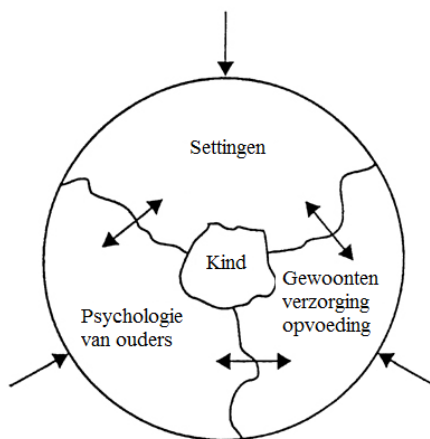 Settingen
Kind
Gewoonten
verzorging
opvoeding
Psychologie
van ouders